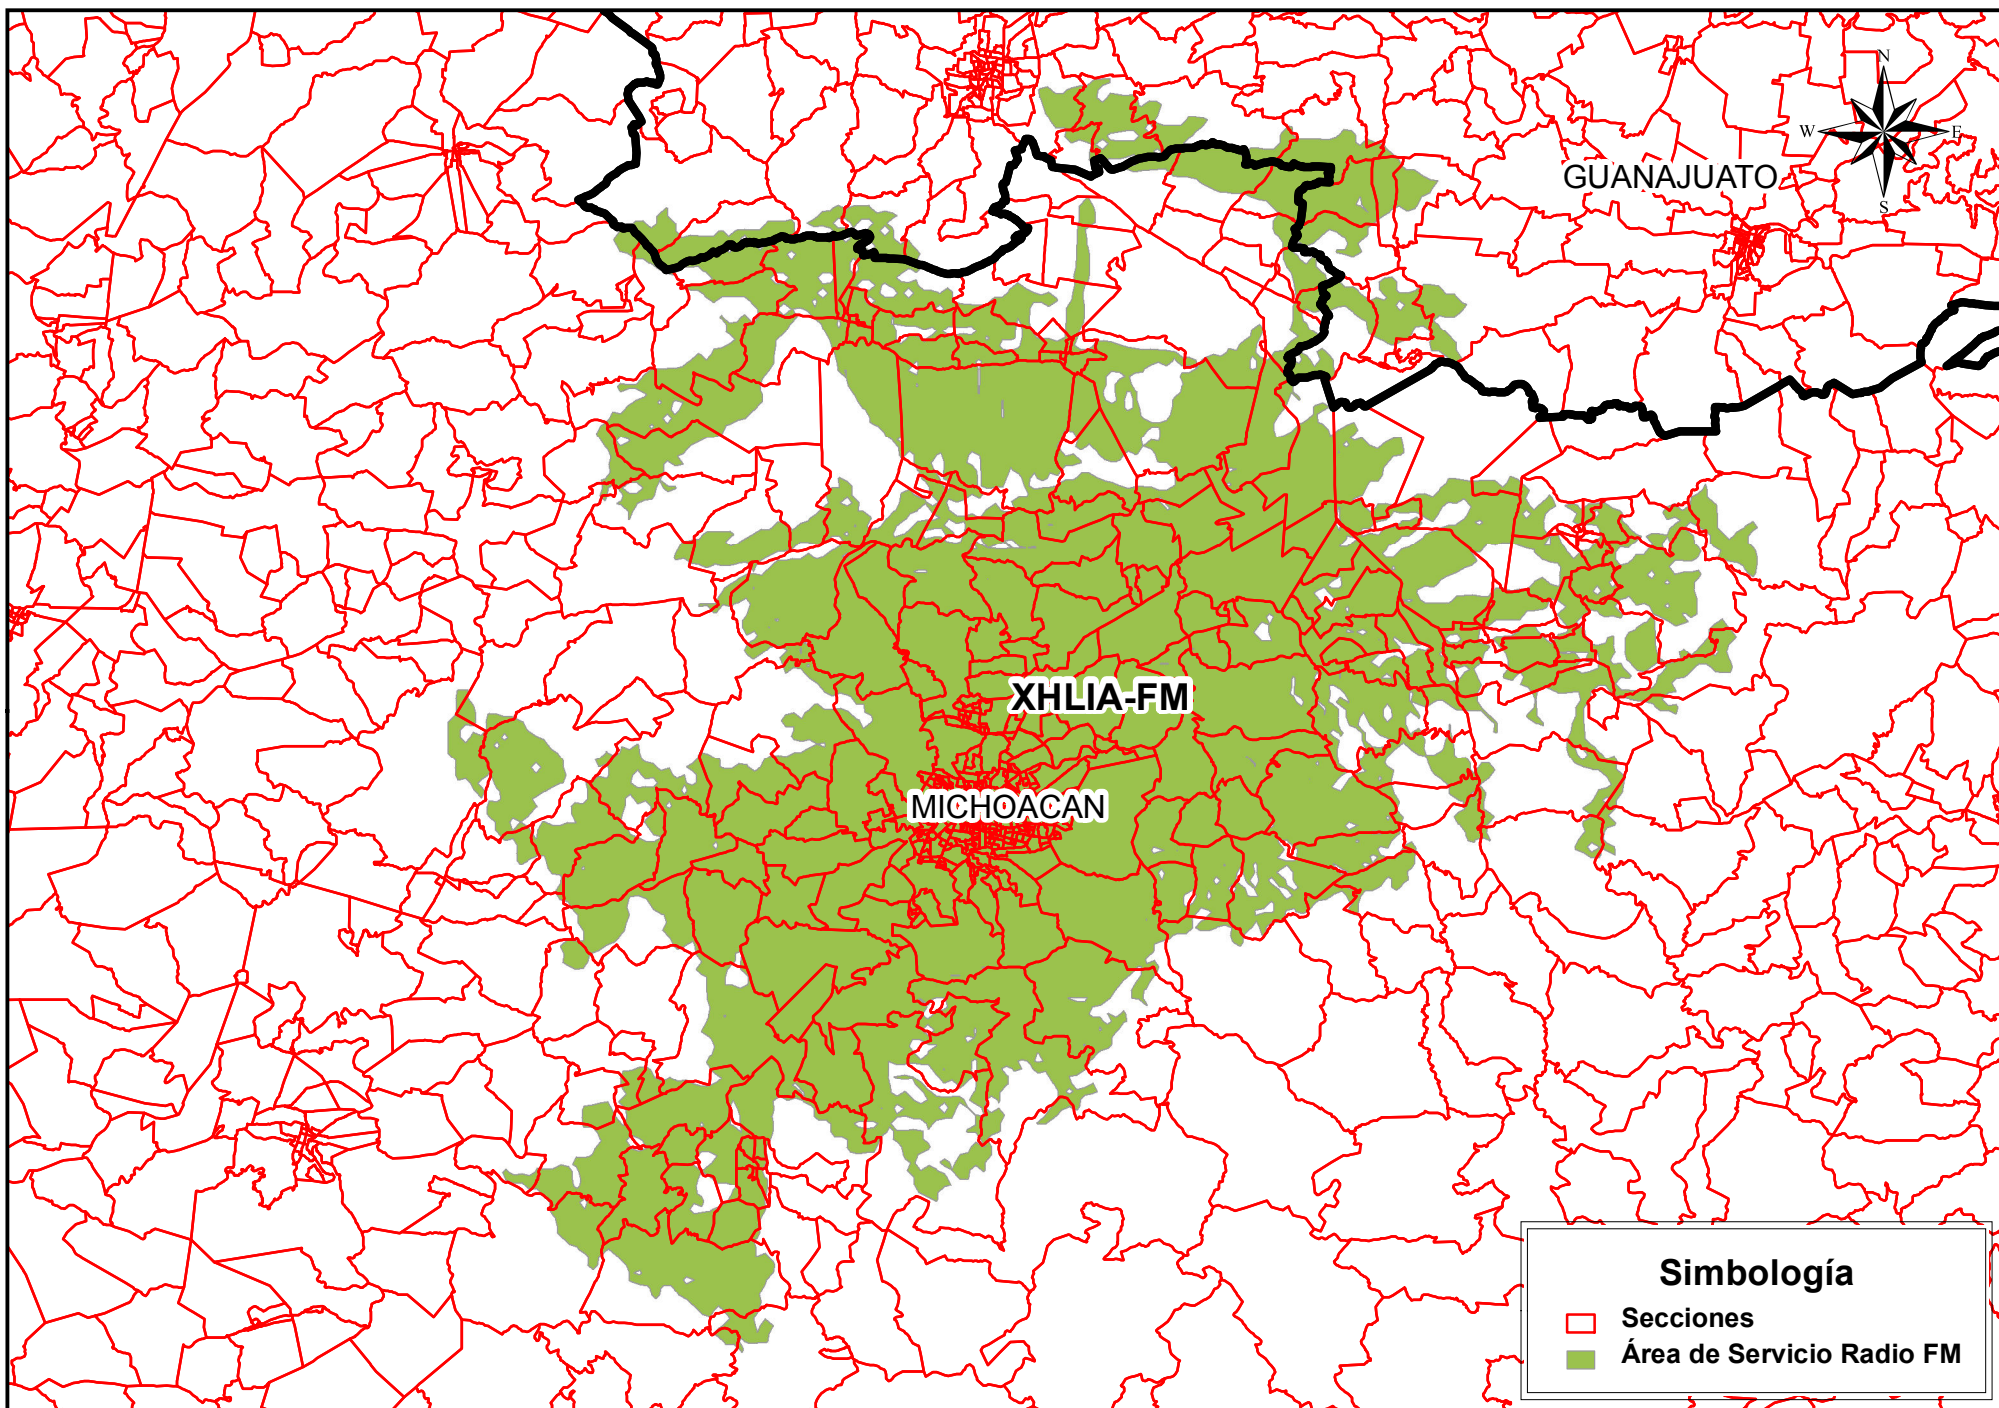 N
W E
S
GUANAJUATO
XHLIA-FM
MICHOACAN
Simbología
Secciones
Área de Servicio Radio FM